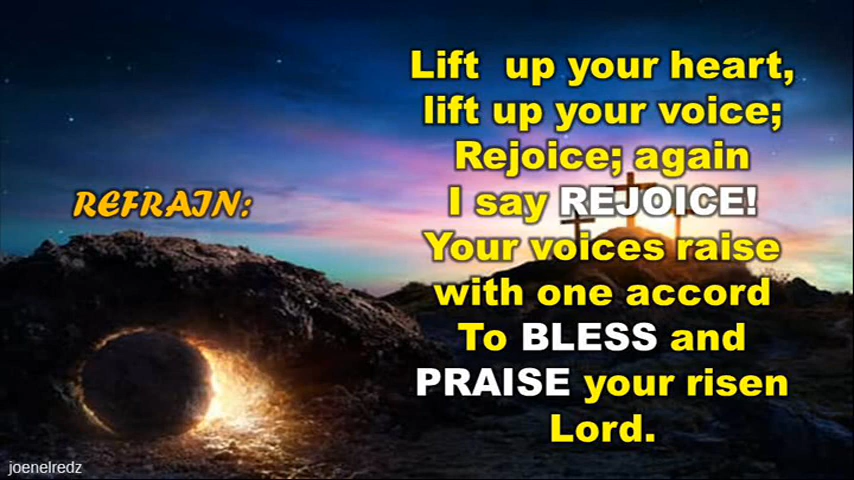 REFRAIN:
Lift up your heart,
lift up your voice;
Rejoice; again
I say REJOICE!
Your voices raise
with one accord
To BLESS and
PRAISE your risen
Lord.
joenelredz